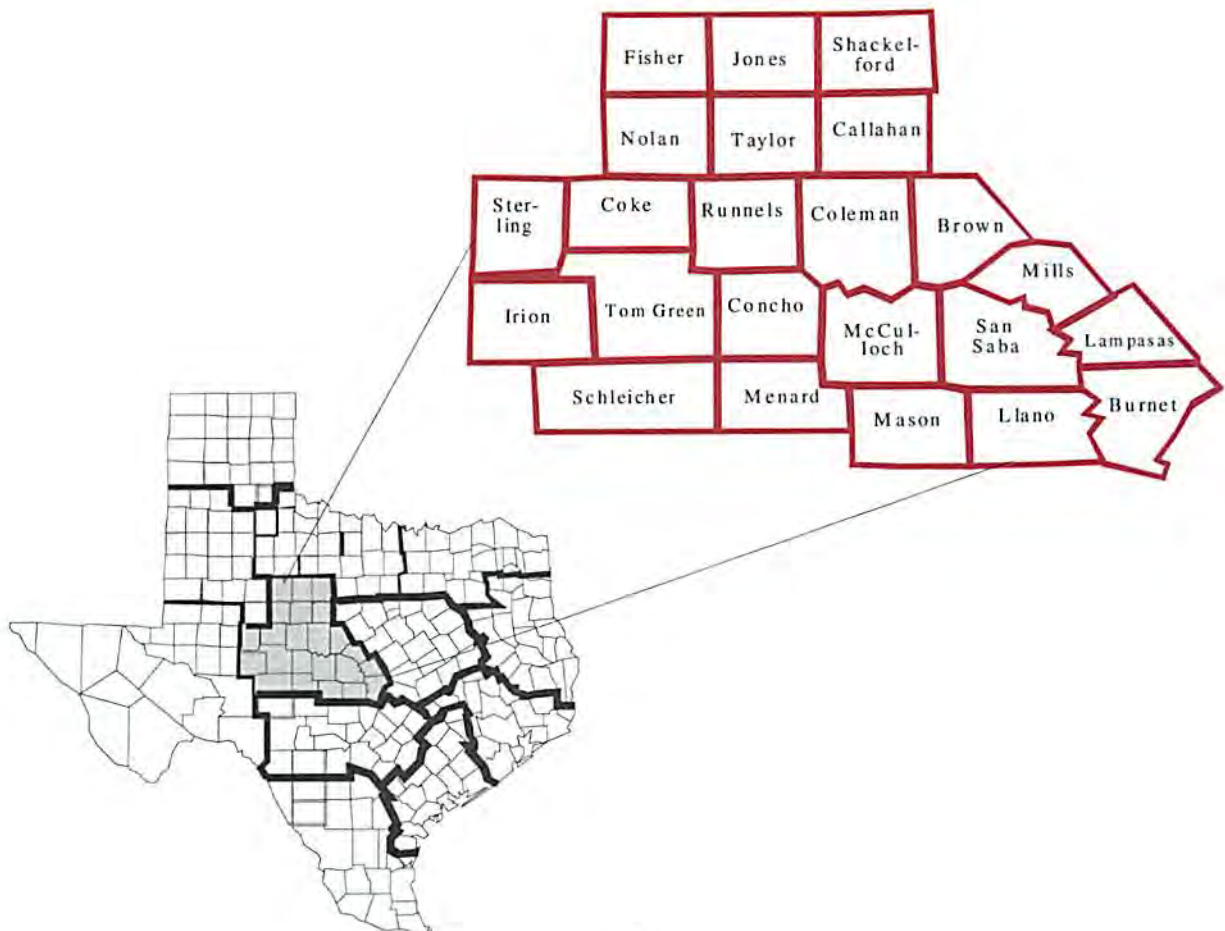 Fisher
Jones
Shackel-
ford
Nolan
Taylor
Callahan
Ster-
ling
Coke
Runnels
Coleman
Brown
Mills
Irion
Tom Green
Concho
McCul-
loch
San
Saba
Lampasas
Schleicher
Menard
Mason
Llano
Burnet